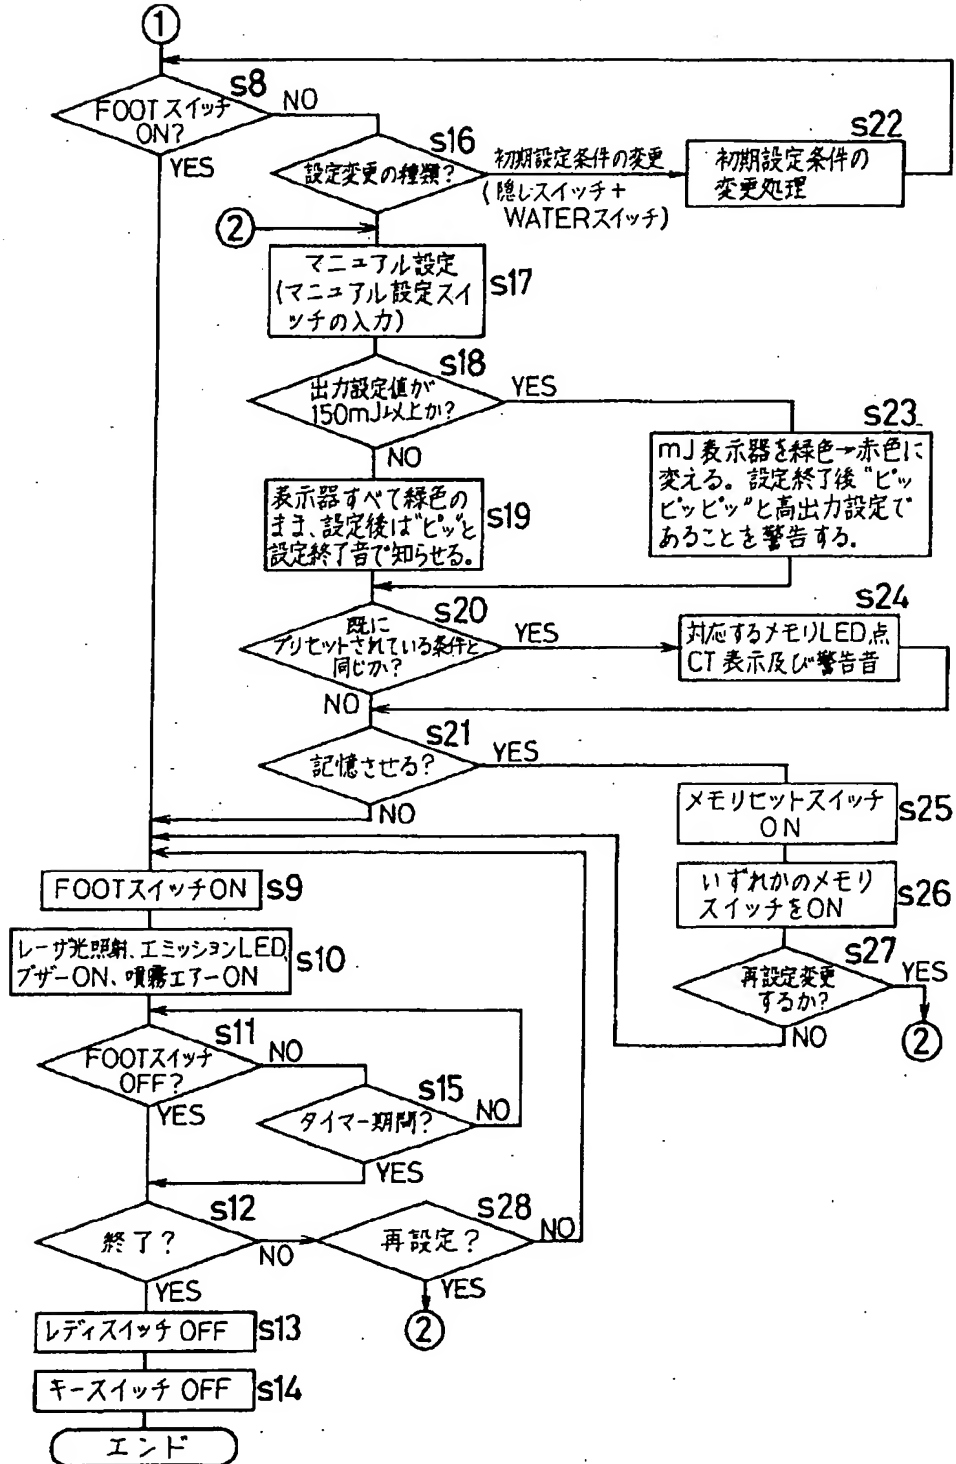 ①
s8
FOOTスイッチ
ON?
NO
YES
s16
設定変更の種類?
初期設定条件の変更
(隠しスイッチ+
WATERスイッチ)
s22
初期設定条件の
変更処理
②
マニュアル設定
(マニュアル設定スイ
ッチの入力)
s17
s18
出力設定値が
150mJ以上か?
YES
NO
s23
mJ表示器を緑色→赤色に
変える。設定終了後“ピッ
ピッピッ”と高出力設定で
あることを警告する。
表示器すべて緑色の
まま、設定後は“ピッ”と
設定終了音で知らせる。
s19
s20
既に
プリセットされている条件と
同じか?
YES
NO
s24
対応するメモリLED点
CT表示及び警告音
s21
記憶させる?
YES
NO
メモリセットスイッチ
ON
s25
いずれかのメモリ
スイッチをON
s26
s27
再設定変更
するか?
YES
NO
②
FOOTスイッチON
s9
レーザ光照射、エミッションLED、
ブザーON、噴霧エアーON
s10
s11
FOOTスイッチ
OFF?
NO
YES
s15
タイマー期間?
NO
YES
s12
終了?
NO
YES
s28
再設定?
NO
YES
②
レディスイッチOFF
s13
キースイッチOFF
s14
エンド